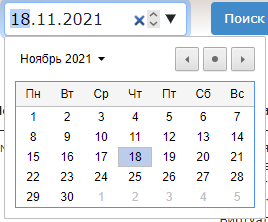 18.11.2021 Поиск
Ноябрь 2021
Пн Вт Ср Чт Пт Сб Вс
1 2 3 4 5 6 7
8 9 10 11 12 13 14
15 16 17 18 19 20 21
22 23 24 25 26 27 28
29 30 1 2 3 4 5